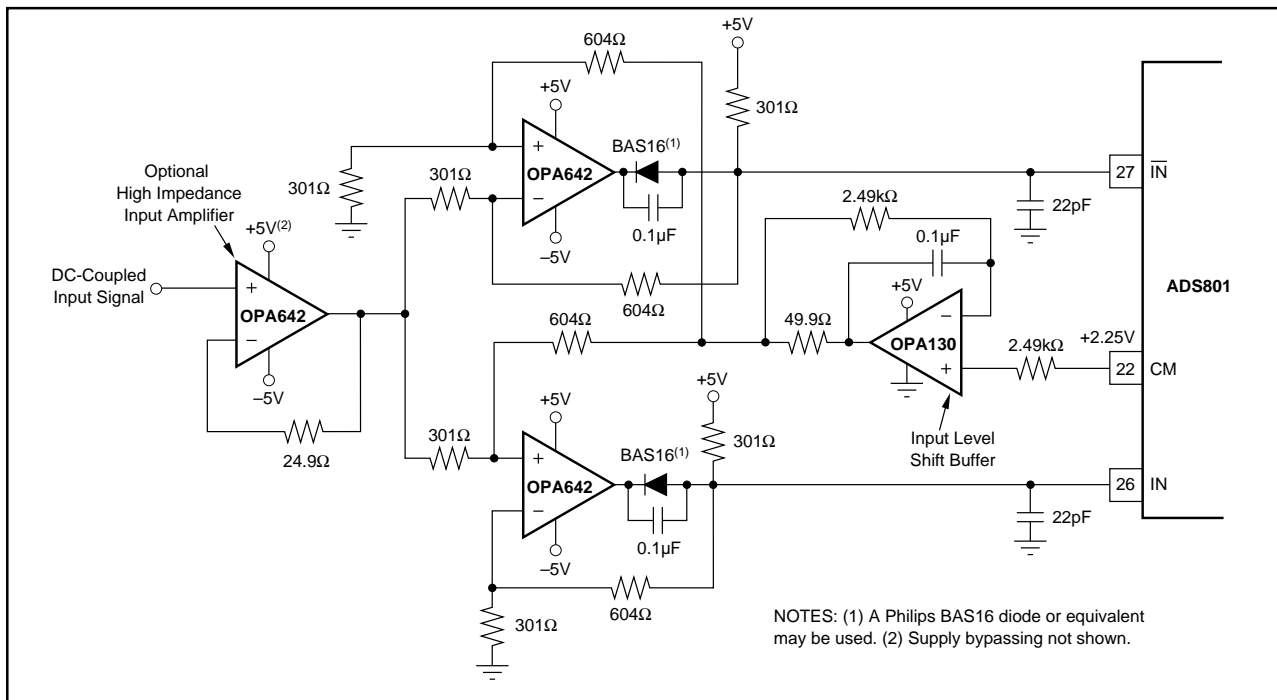 604Ω
+5V
+5V
301Ω
BAS16(1)
Optional
High Impedance
Input Amplifier
+
OPA642
–
301Ω
301Ω
27
IN
2.49kΩ
22pF
0.1µF
+5V(2)
–5V
0.1µF
DC-Coupled
Input Signal
+
OPA642
–
604Ω
+5V
ADS801
604Ω
49.9Ω
–
OPA130
+
2.49kΩ
+2.25V
22
CM
–5V
+5V
+5V
24.9Ω
301Ω
BAS16(1)
301Ω
Input Level
Shift Buffer
+
OPA642
–
26
IN
22pF
–5V
0.1µF
604Ω
301Ω
NOTES: (1) A Philips BAS16 diode or equivalent
may be used. (2) Supply bypassing not shown.